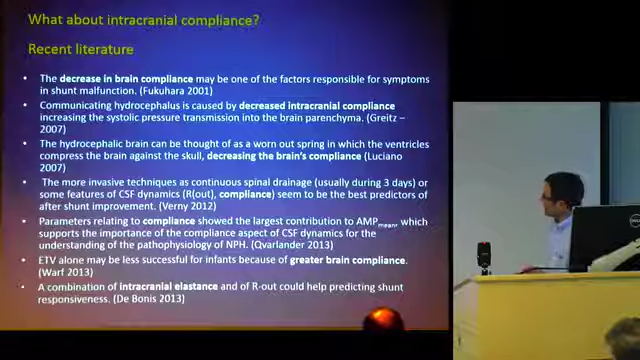 What about intracranial compliance?
Recent literature
• The decrease in brain compliance may be one of the factors responsible for symptoms
in shunt malfunction. (Fukuhara 2001)
• Communicating hydrocephalus is caused by decreased intracranial compliance
increasing the systolic pressure transmission into the brain parenchyma. (Greitz –
2007)
• The hydrocephalic brain can be thought of as a worn out spring in which the ventricles
compress the brain against the skull, decreasing the brain's compliance (Luciano
2007)
• The more invasive techniques as continuous spinal drainage (usually during 3 days) or
some features of CSF dynamics (R(out), compliance) seem to be the best predictors of
after shunt improvement. (Verny 2012)
• Parameters relating to compliance showed the largest contribution to AMPmean, which
supports the importance of the compliance aspect of CSF dynamics for the
understanding of the pathophysiology of NPH. (Qvarlander 2013)
• ETV alone may be less successful for infants because of greater brain compliance.
(Warf 2013)
• A combination of intracranial elastance and of R-out could help predicting shunt
responsiveness. (De Bonis 2013)
DELL